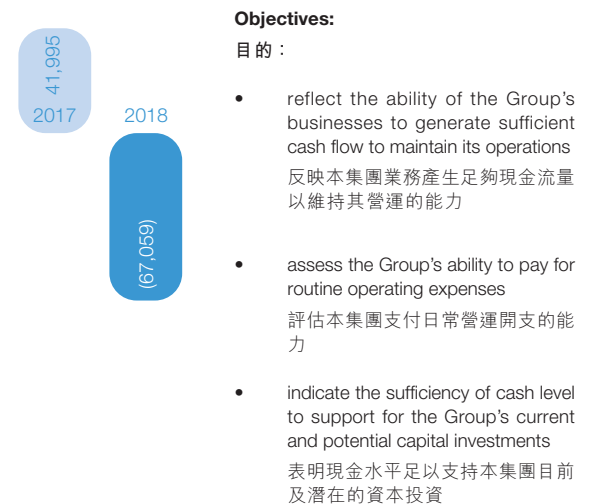 41,995
2017
2018
(67,059)
Objectives:
目的：
• reflect the ability of the Group's
businesses to generate sufficient
cash flow to maintain its operations
反映本集團業務產生足夠現金流量
以維持其營運的能力
• assess the Group's ability to pay for
routine operating expenses
評估本集團支付日常營運開支的能
力
• indicate the sufficiency of cash level
to support for the Group's current
and potential capital investments
表明現金水平足以支持本集團目前
及潛在的資本投資